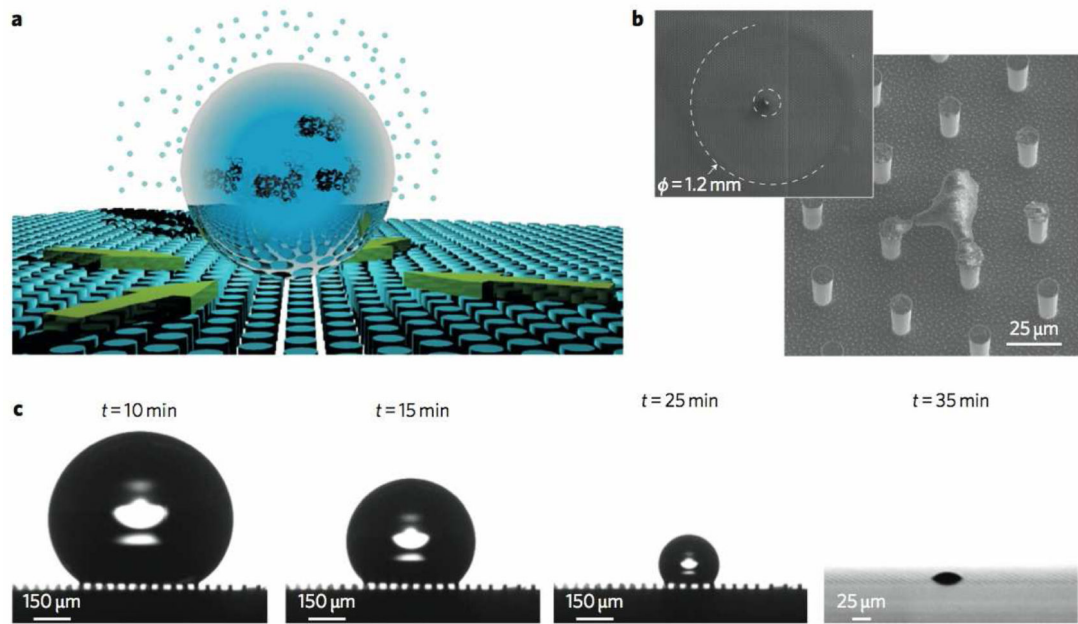 a
b
ϕ = 1.2 mm
25 μm
c
t = 10 min
t = 15 min
t = 25 min
t = 35 min
150 μm
150 μm
150 μm
25 μm